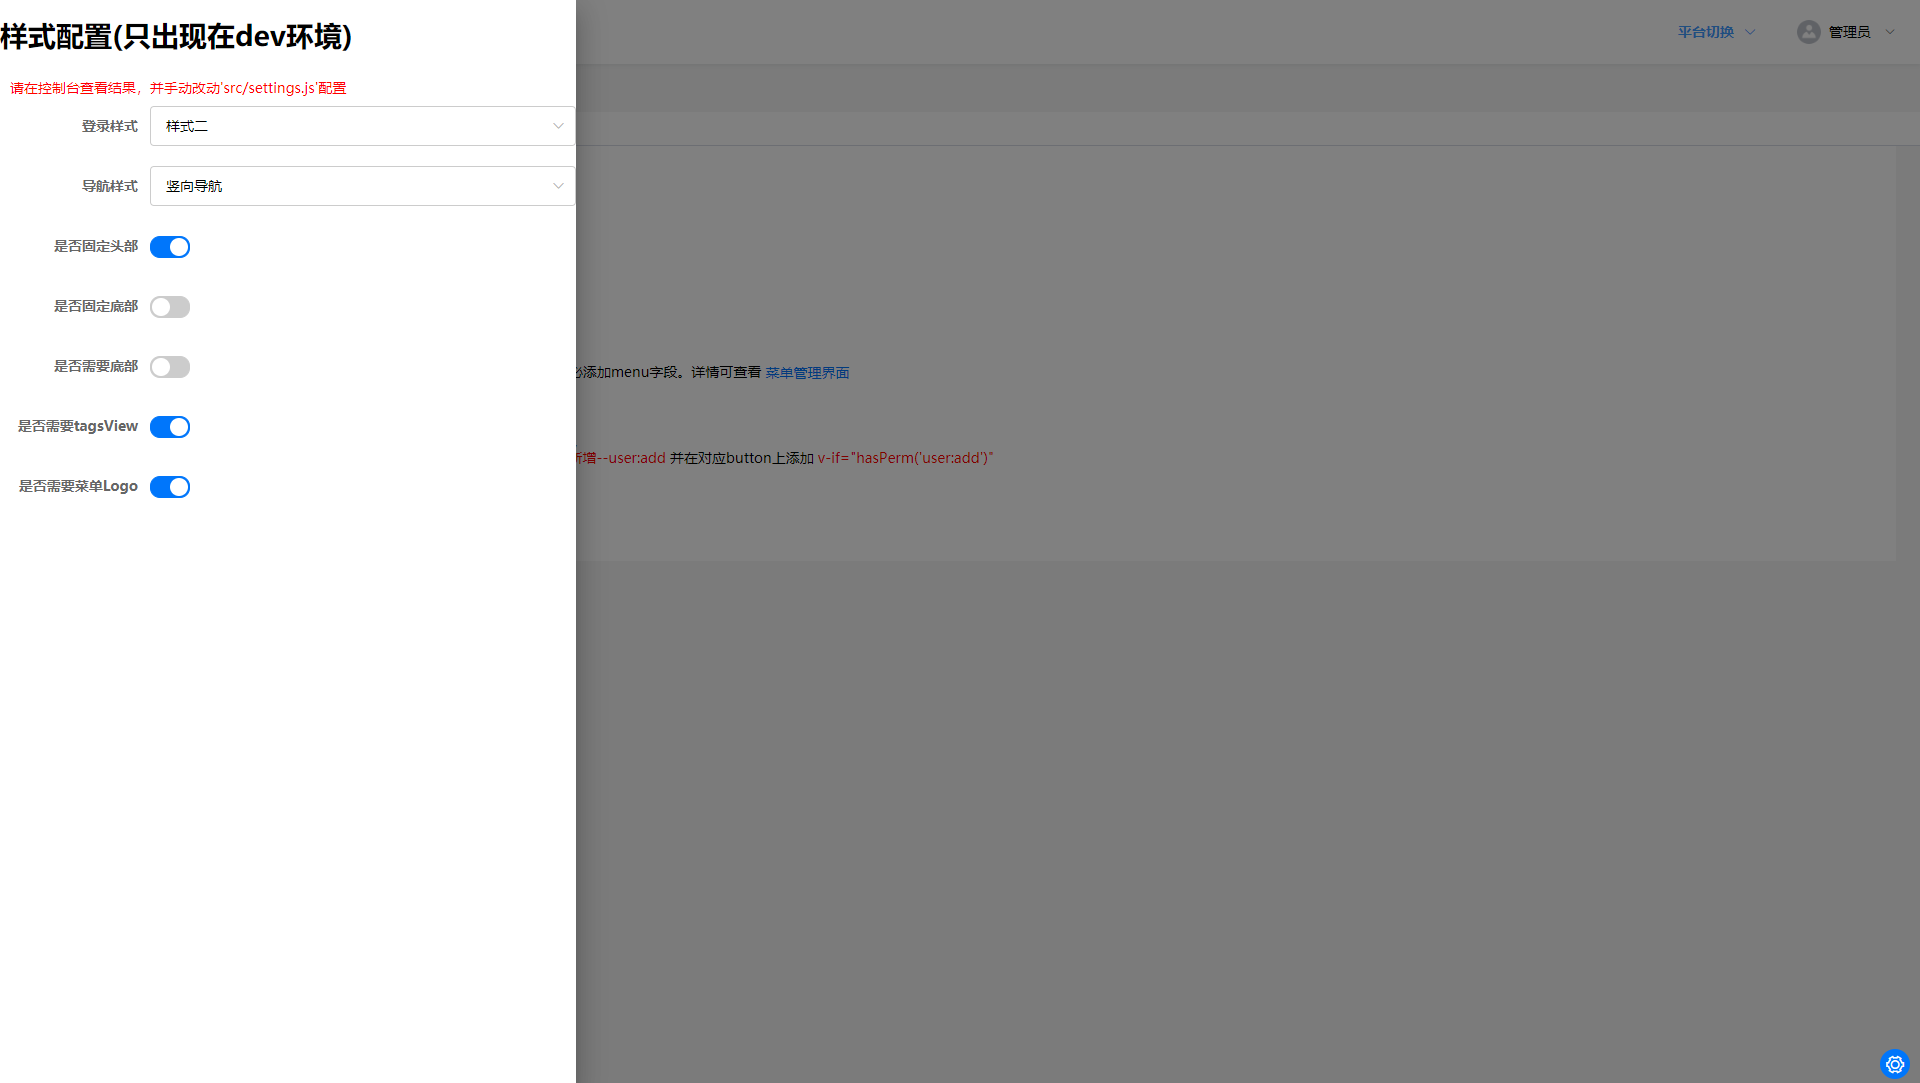 样式配置(只出现在dev环境)
平台切换
管理员
请在控制台查看结果，并手动改动'src/settings.js'配置
登录样式 样式二
导航样式 竖向导航
是否固定头部
是否固定底部
是否需要底部
添加menu字段。详情可查看 菜单管理界面
是否需要tagsView
增--user:add 并在对应button上添加 v-if="hasPerm('user:add')"
是否需要菜单Logo